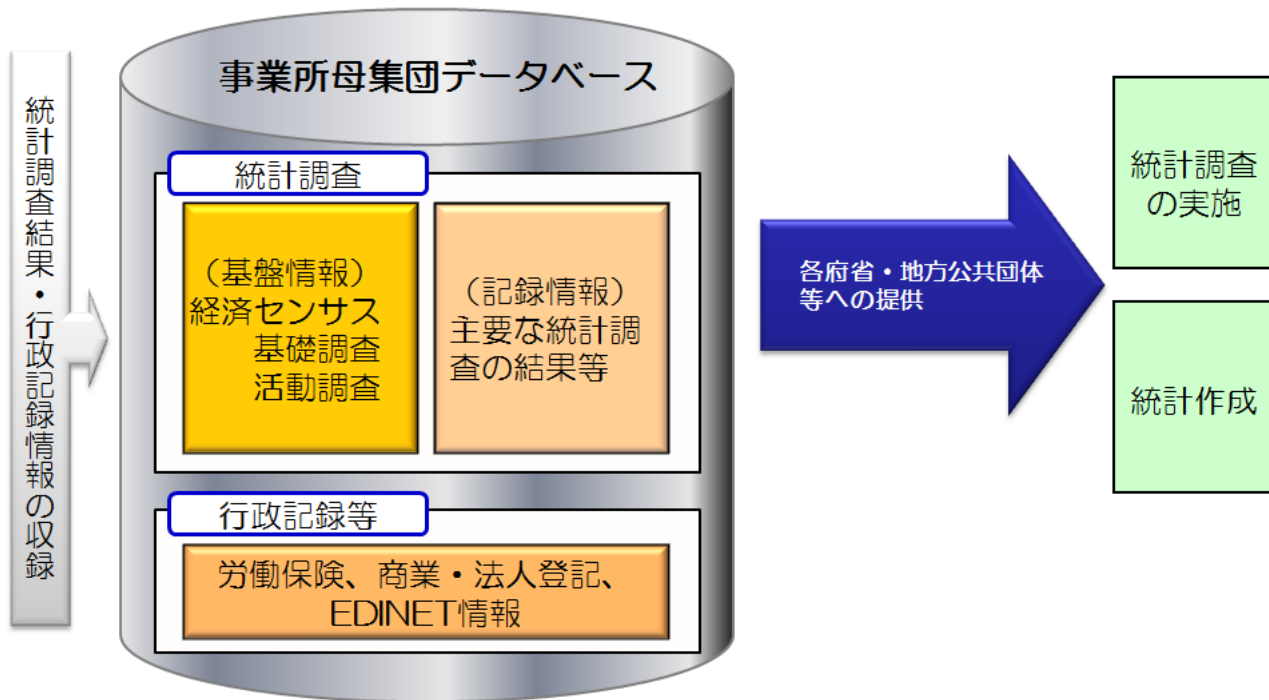 統計調査結果・行政記録情報の収録
事業所母集団データベース
統計調査
（基盤情報）
経済センサス
基礎調査
活動調査
（記録情報）
主要な統計調
査の結果等
行政記録等
労働保険、商業・法人登記、
EDINET情報
各府省・地方公共団体
等への提供
統計調査
の実施
統計作成